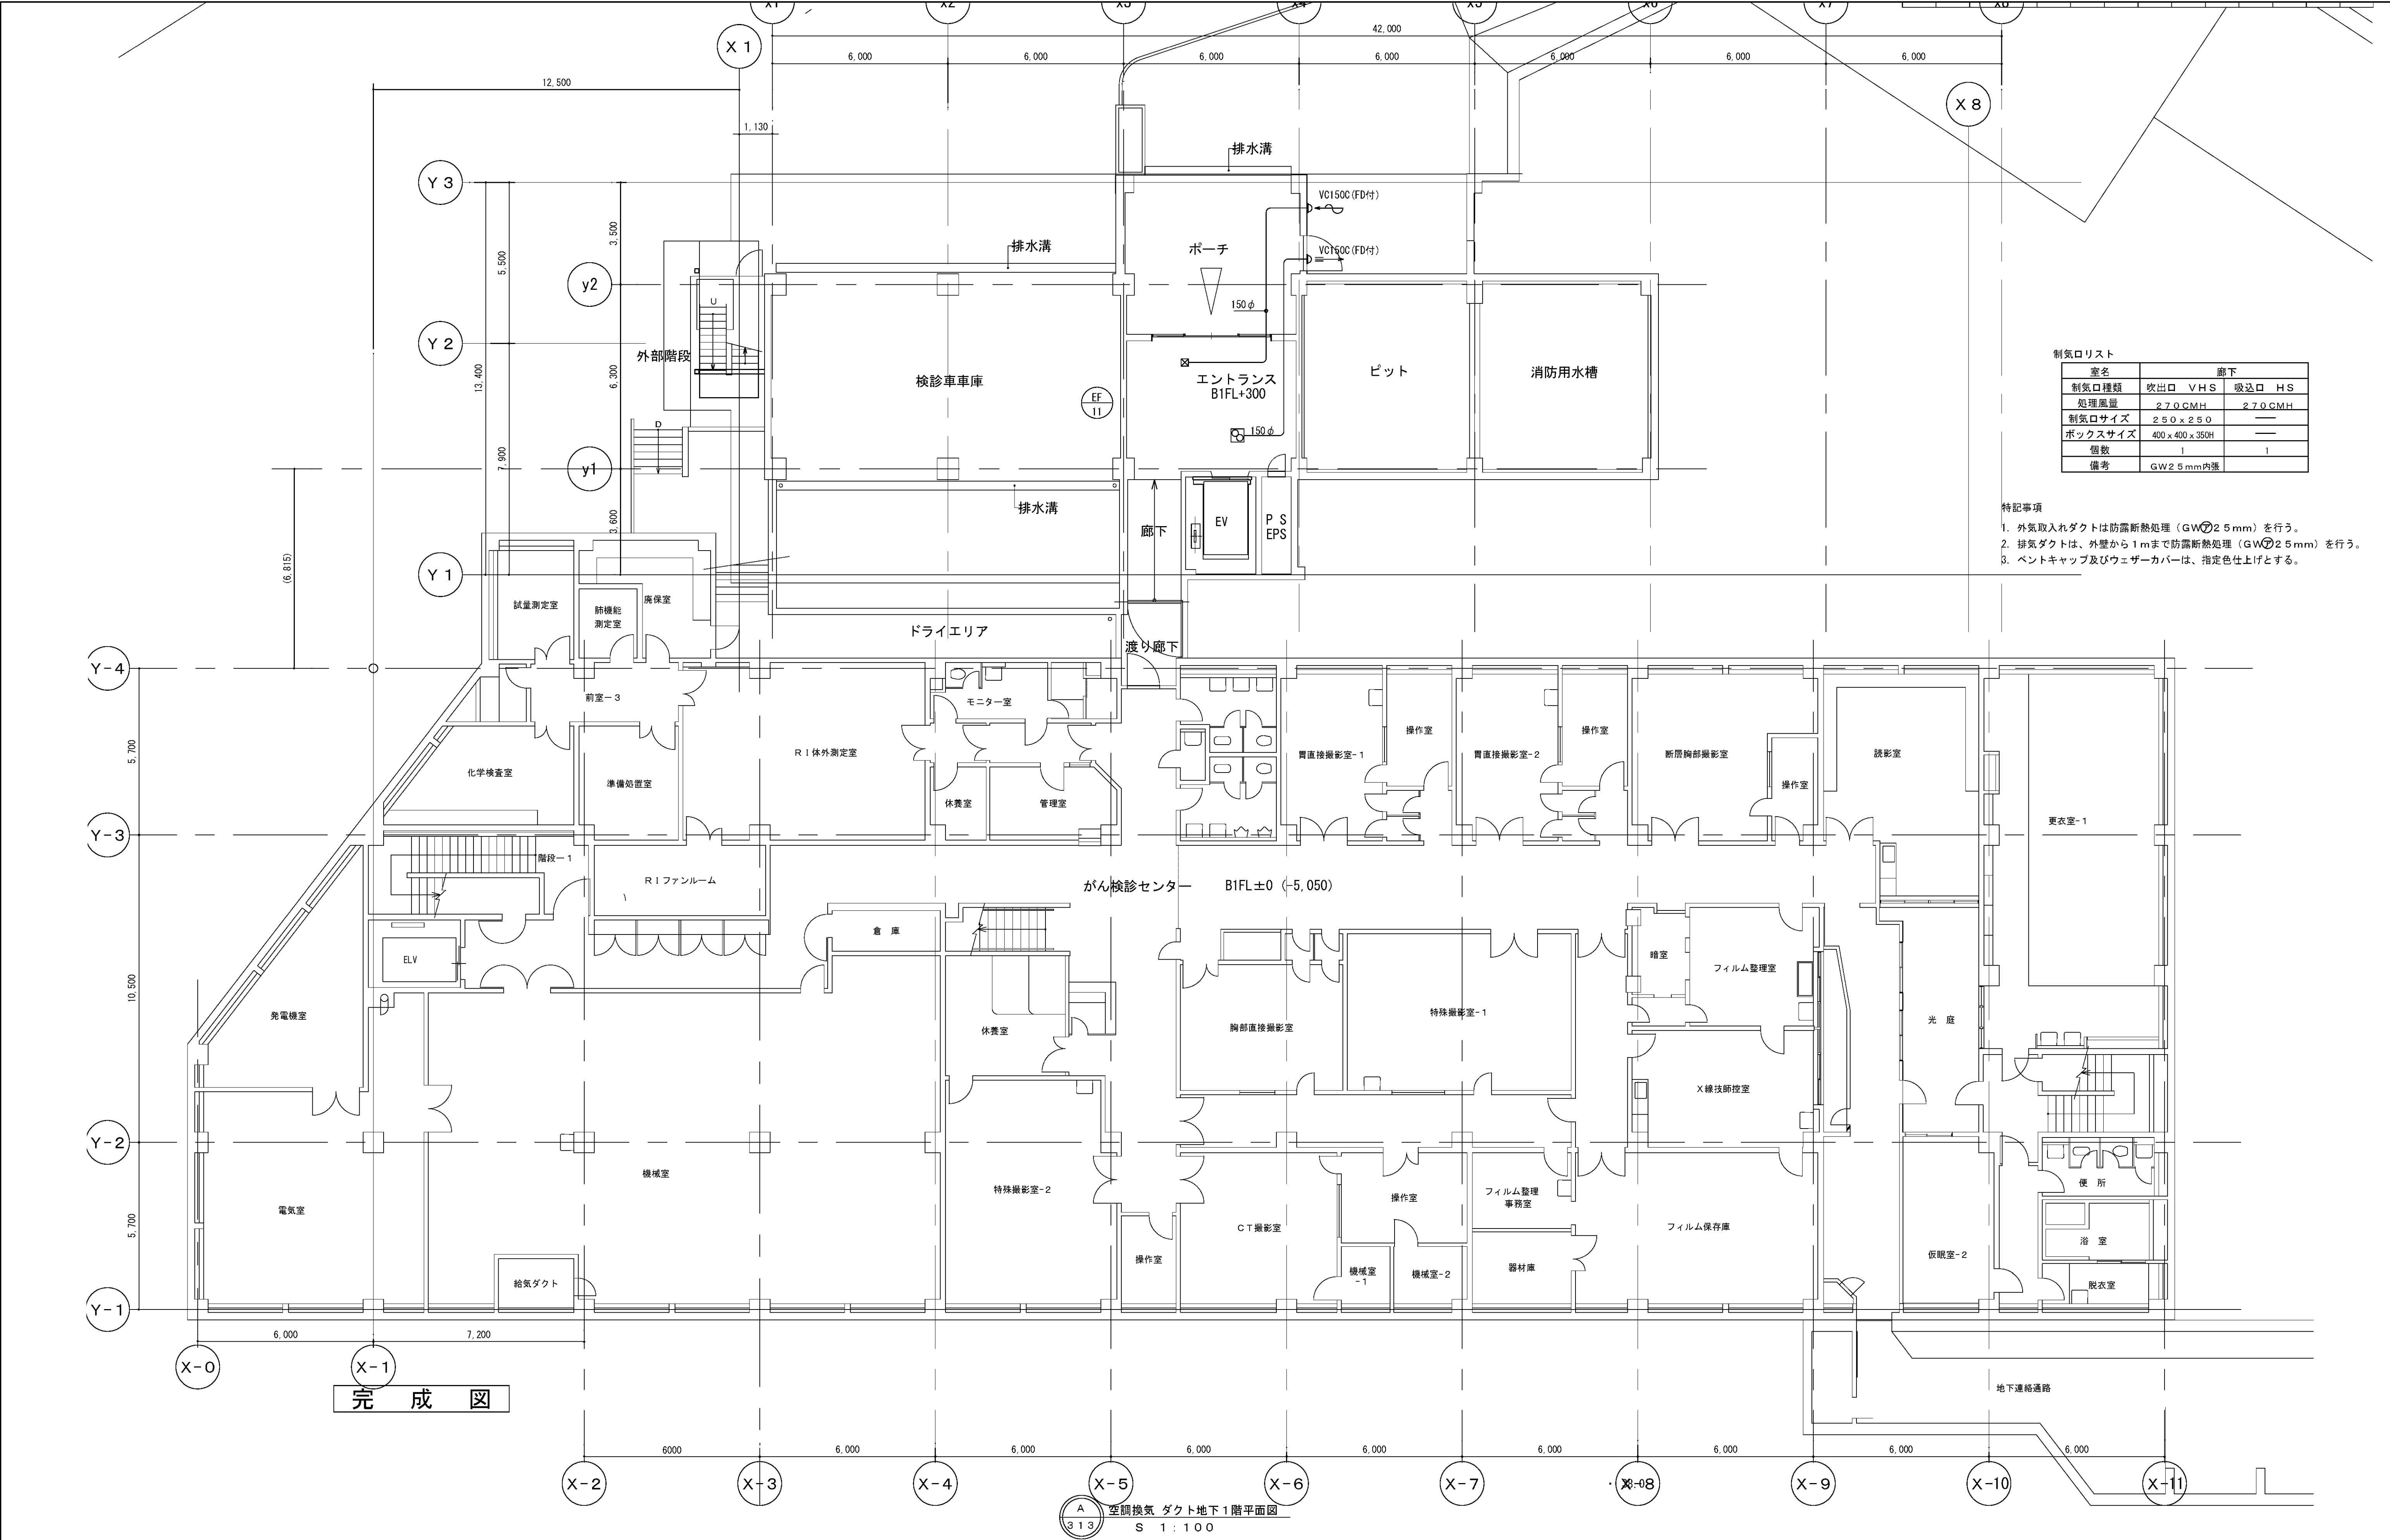 42,000
X 1
6,000 6,000 6,000 6,000 6,000 6,000 6,000
12,500
X 8
1,130
排水溝
Y 3
VC150C(FD付)
3,500
排水溝
ポーチ
VC150C(FD付)
5,500
y2
U
150φ
Y 2
外部階段
制気口リスト
室名 廊下
制気口種類 吹出口 VHS 吸込口 HS
処理風量 270CMH 270CMH
制気口サイズ 250x250 ―
ボックスサイズ 400x400x350H ―
個数 1 1
備考 GW25mm内張
13,400
6,300
検診車車庫
エントランス
B1FL+300
ピット
消防用水槽
EF
11
D
150φ
7,900
y1
排水溝
3,600
廊下
EV
P S
EPS
特記事項
1. 外気取入れダクトは防露断熱処理（GWア25mm）を行う。
2. 排気ダクトは、外壁から1mまで防露断熱処理（GWア25mm）を行う。
3. ベントキャップ及びウェザーカバーは、指定色仕上げとする。
(6,815)
Y 1
試量測定室
肺機能
測定室
廃保室
ドライエリア
渡り廊下
Y-4
前室－3
モニター室
5,700
RI体外測定室
胃直接撮影室-1
操作室
胃直接撮影室-2
操作室
断層胸部撮影室
操作室
読影室
化学検査室
準備処置室
休養室
管理室
更衣室-1
Y-3
階段－1
RIファンルーム
がん検診センター B1FL±0 (-5,050)
倉 庫
ELV
暗室
フィルム整理室
10,500
発電機室
休養室
胸部直接撮影室
特殊撮影室-1
光 庭
X線技師控室
Y-2
機械室
電気室
特殊撮影室-2
操作室
フィルム整理
事務室
便 所
5,700
CT撮影室
フィルム保存庫
浴 室
操作室
仮眠室-2
給気ダクト
機械室
-1
機械室-2
器材庫
脱衣室
Y-1
6,000 7,200
X-0 X-1
完 成 図
地下連絡通路
6000 6,000 6,000 6,000 6,000 6,000 6,000 6,000 6,000
X-2 X-3 X-4 X-5 X-6 X-7 X-8 X-9 X-10 X-11
A
313
空調換気 ダクト地下1階平面図
S 1:100